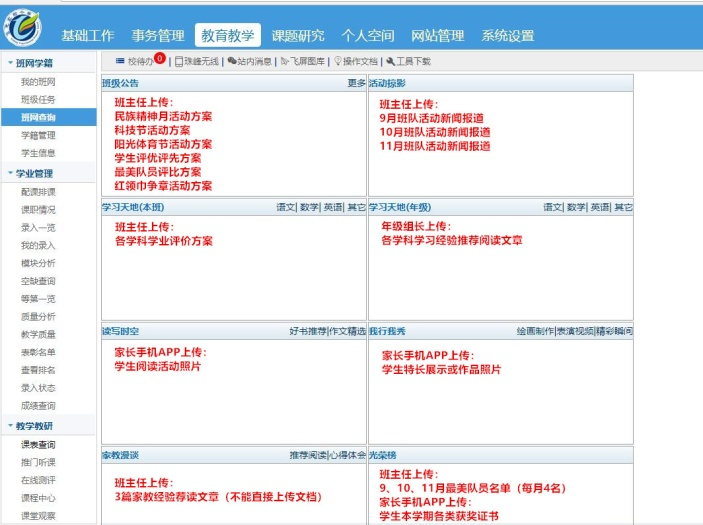 基础工作 事务管理 教育教学 课题研究 个人空间 网站管理 系统设置
校待办 0 | 珠峰无线 | 站内消息 | 飞屏图库 | 操作文档 | 工具下载
班网学籍
我的班网
班级任务
班网查询
学籍管理
学生信息
学业管理
配课排课
课职情况
录入一览
我的录入
模块分析
空缺查询
等第一览
质量分析
教学质量
表彰名单
查看排名
录入状态
成绩查询
教学教研
课表查询
推门听课
在线测评
课程中心
课堂观察
班级公告 更多
班主任上传：
民族精神月活动方案
科技节活动方案
阳光体育节活动方案
学生评优评先方案
最美队员评比方案
红领巾争章活动方案
活动掠影
班主任上传：
9月班队活动新闻报道
10月班队活动新闻报道
11月班队活动新闻报道
学习天地(本班) 语文| 数学| 英语| 其它
班主任上传：
各学科学业评价方案
学习天地(年级) 语文| 数学| 英语| 其它
年级组长上传：
各学科学习经验推荐阅读文章
读写时空 好书推荐|作文精选
家长手机APP上传：
学生阅读活动照片
我行我秀 绘画制作|表演视频|精彩瞬间
家长手机APP上传：
学生特长展示或作品照片
家教漫谈 推荐阅读|心得体会
班主任上传：
3篇家教经验荐读文章（不能直接上传文档）
光荣榜
班主任上传：
9、10、11月最美队员名单（每月4名）
家长手机APP上传：
学生本学期各类获奖证书